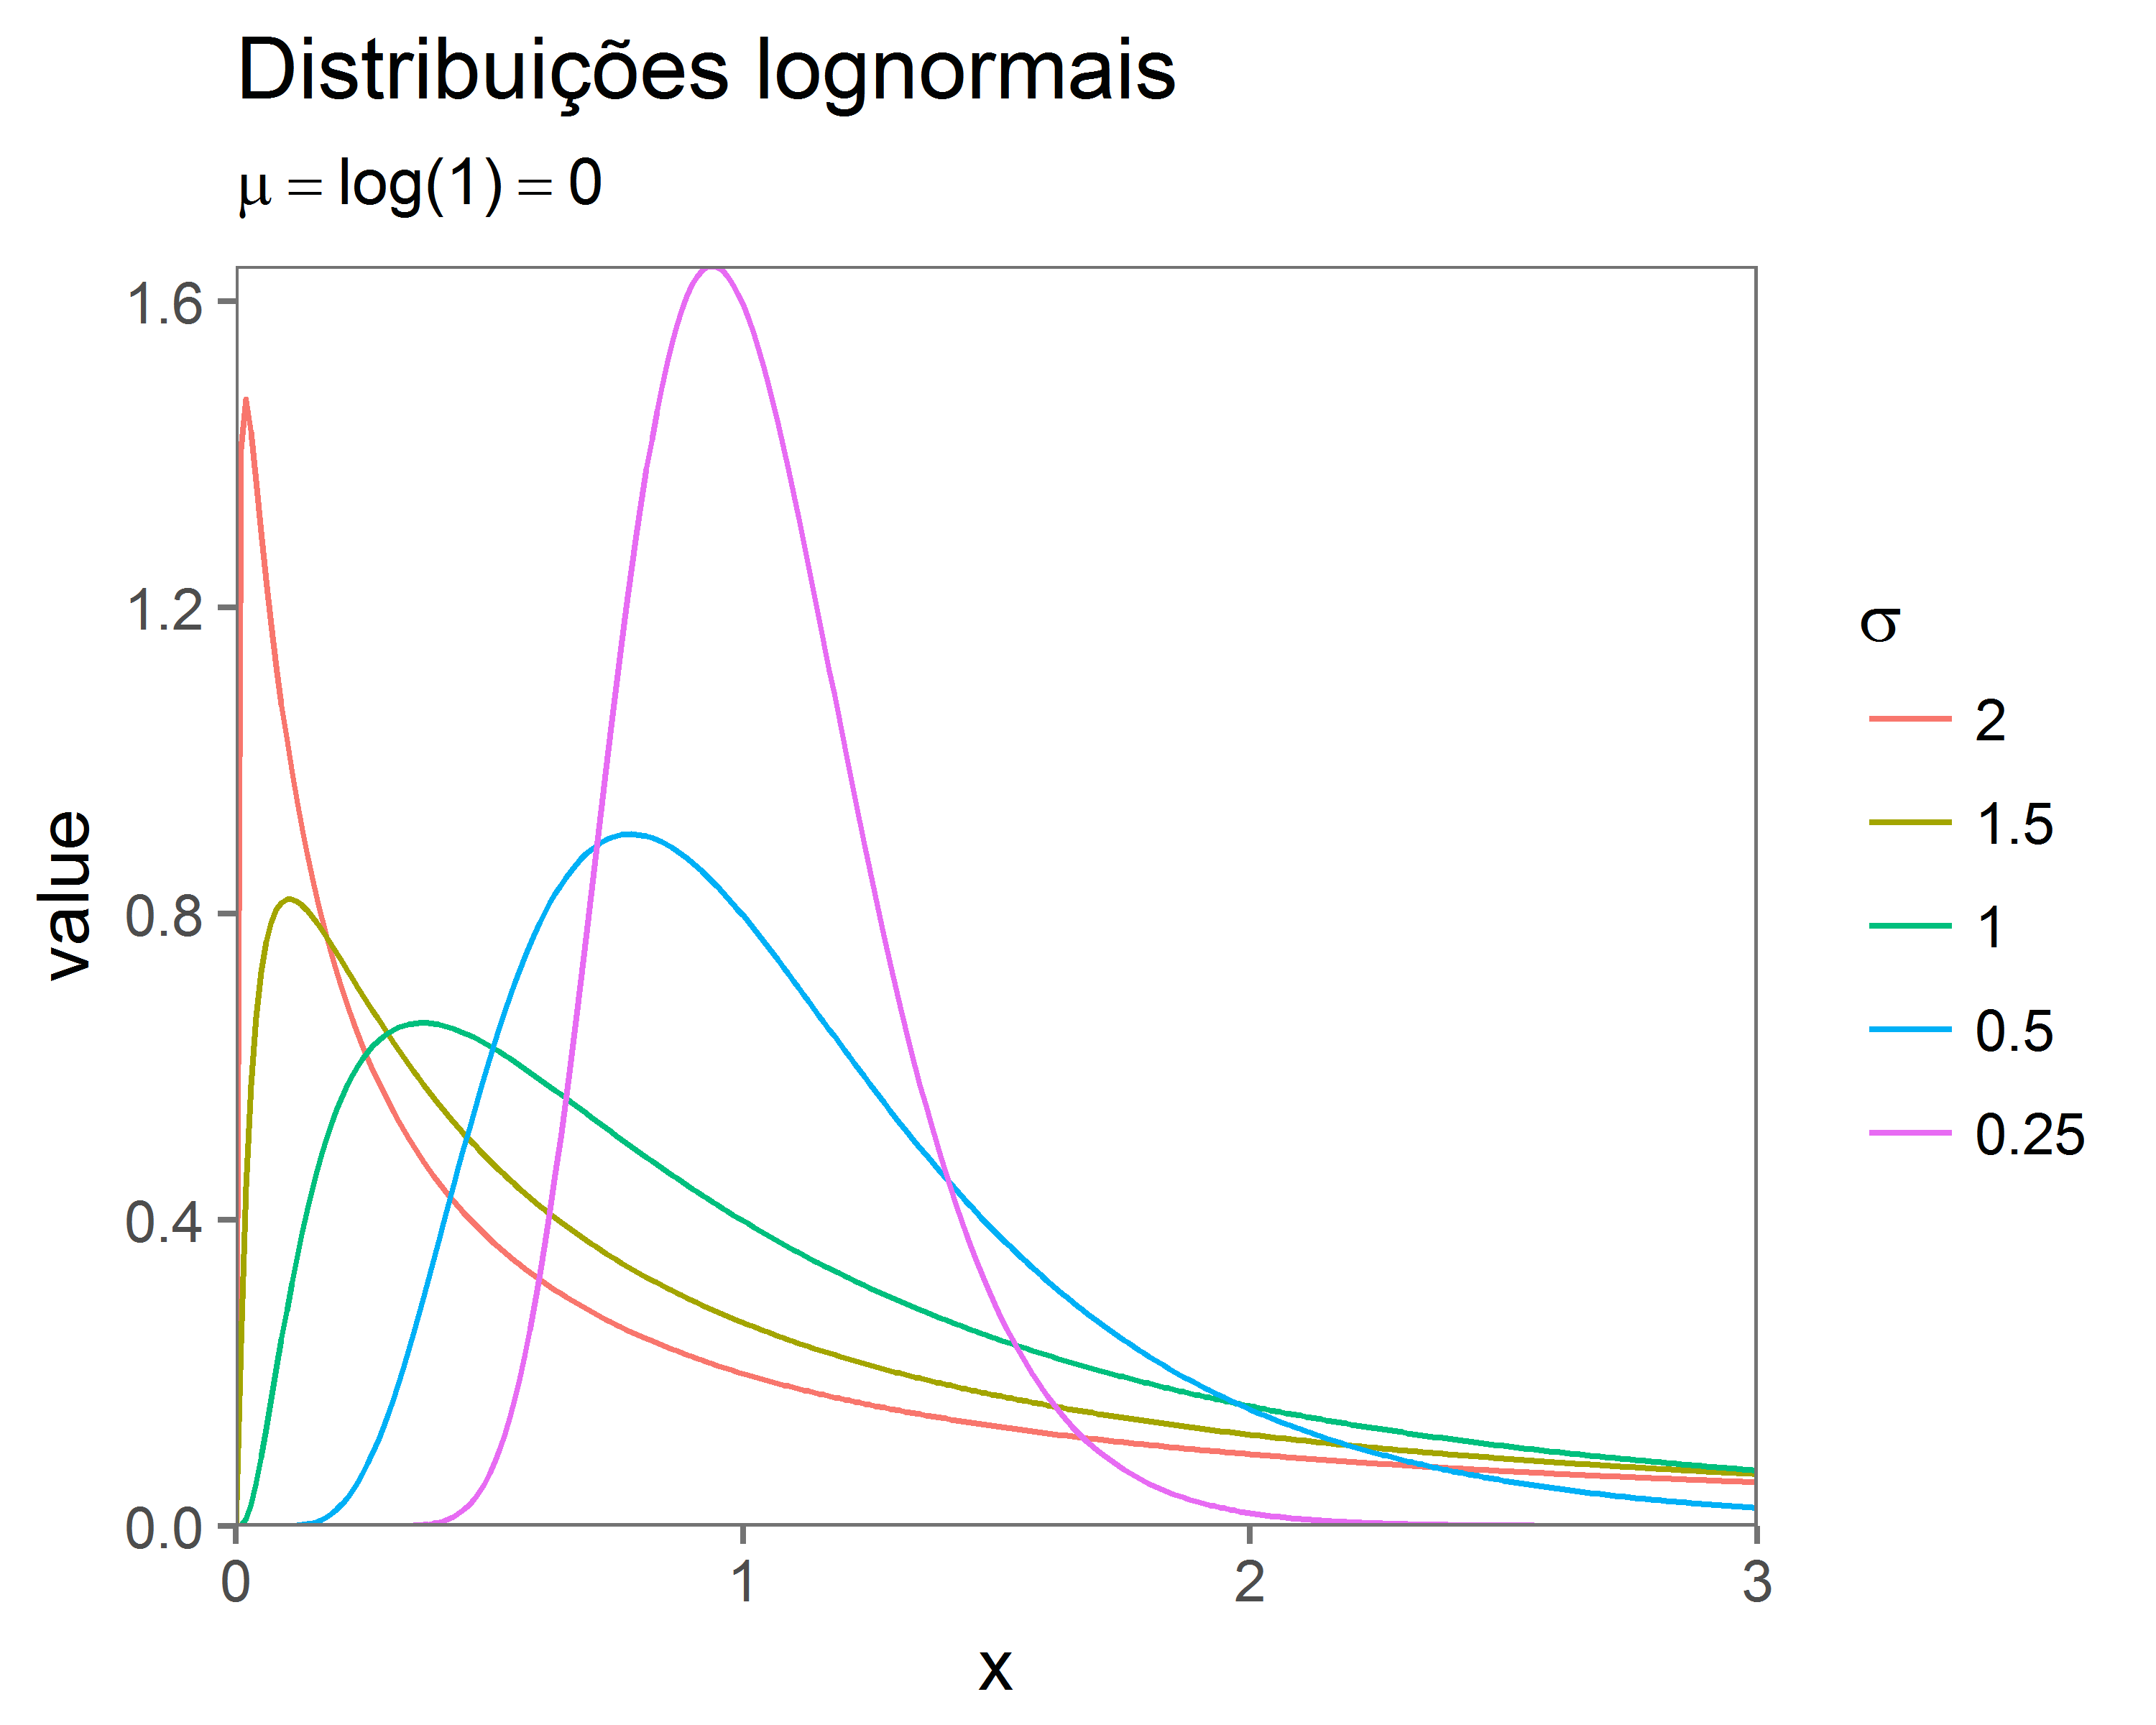 Distribuições lognormais
μ = log(1) = 0
1.6
1.2
0.8
0.4
0.0
value
0
1
2
3
x
σ
2
1.5
1
0.5
0.25